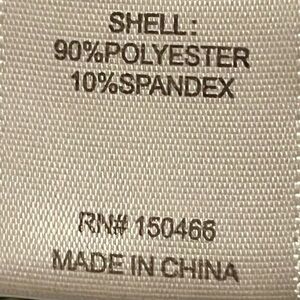 SHELL:
90%POLYESTER
10%SPANDEX
RN# 150466
MADE IN CHINA